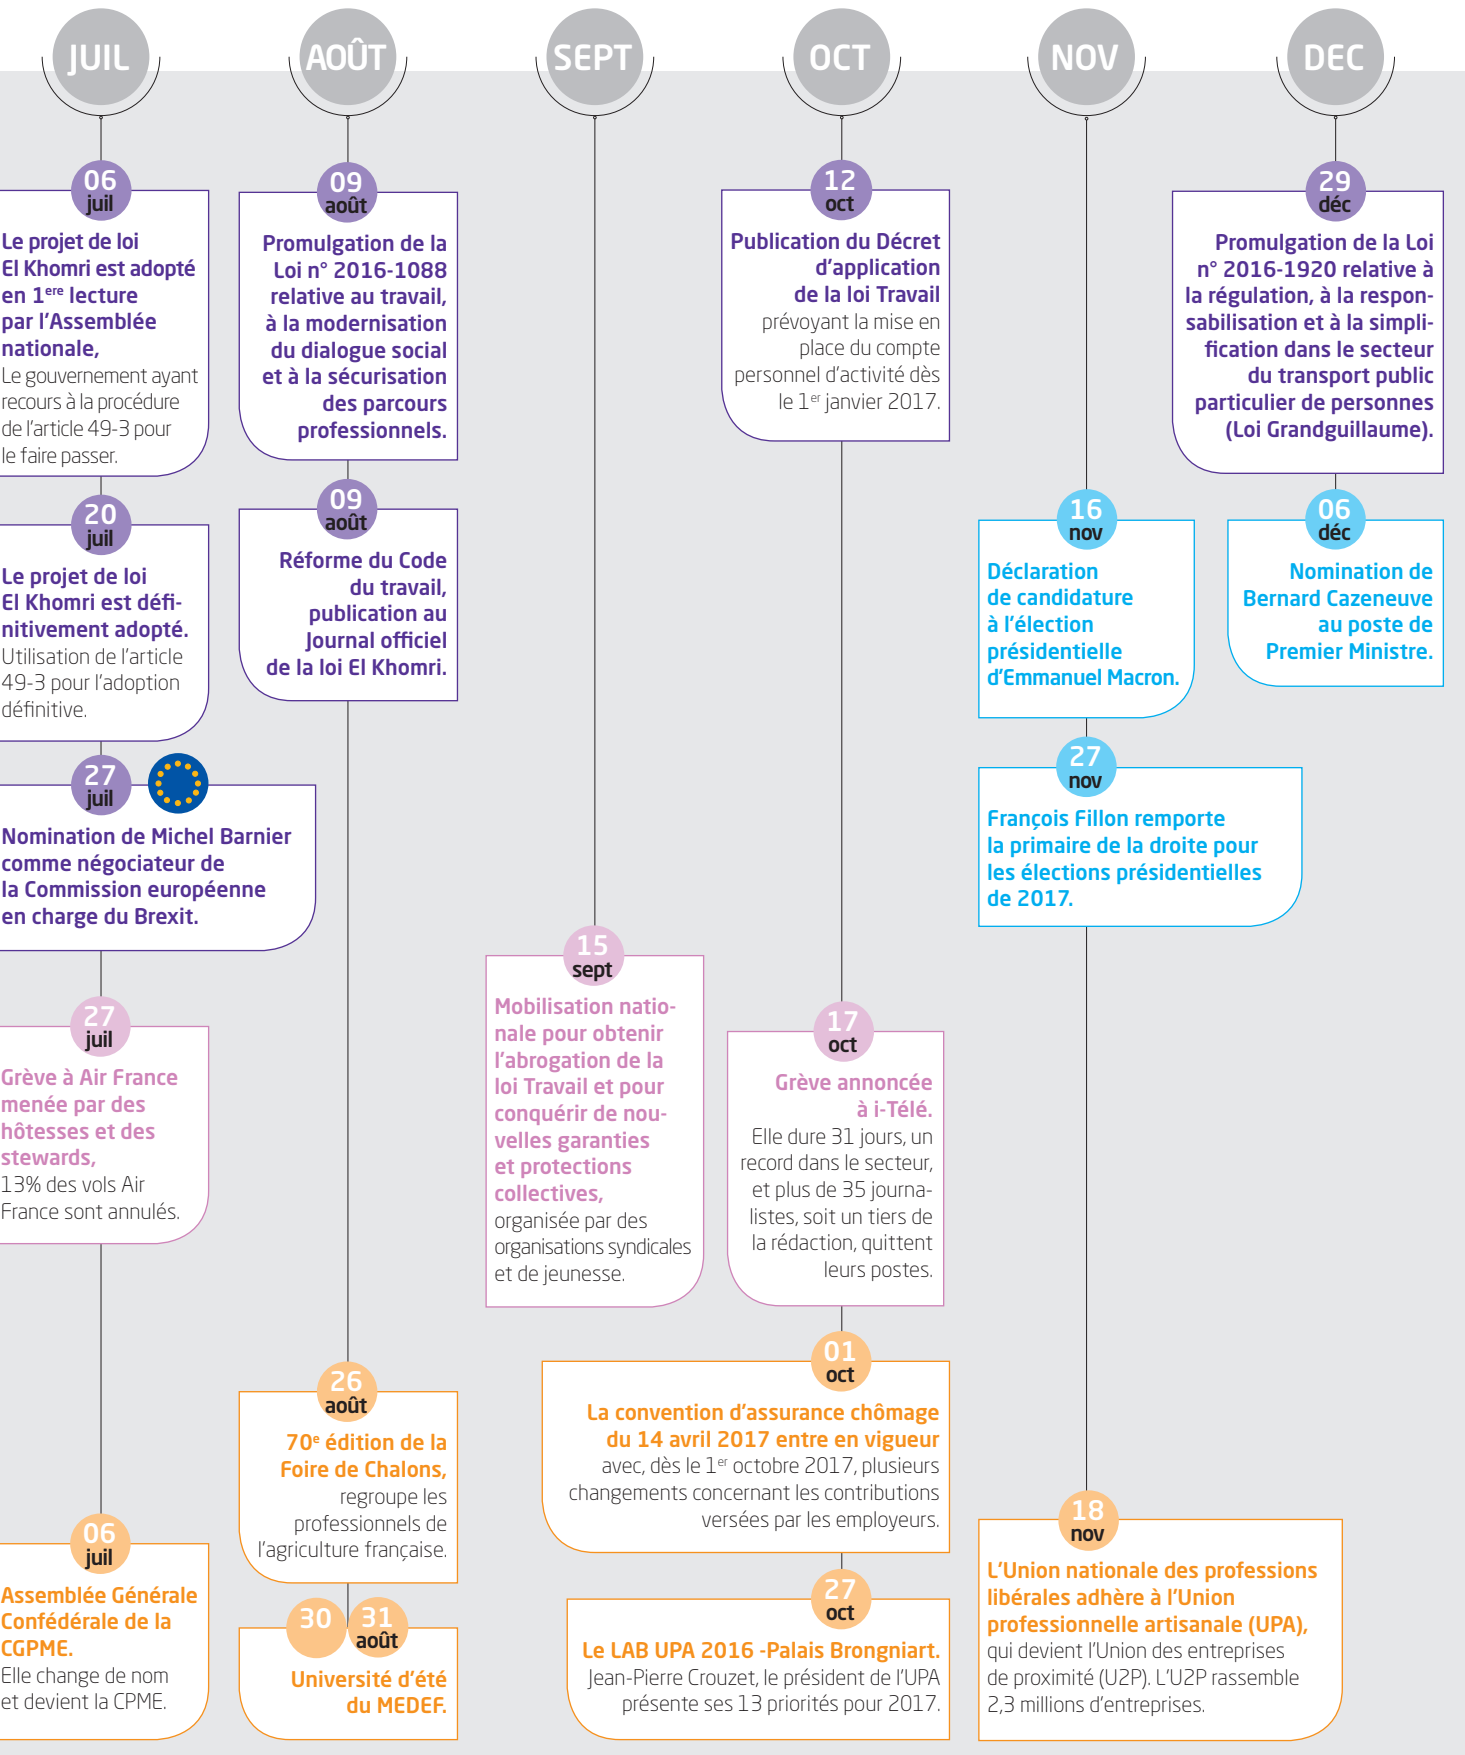 JUIL
AOÛT
SEPT
OCT
NOV
DEC
06
juil
Le projet de loi
El Khomri est adopté
en 1ere lecture
par l'Assemblée
nationale,
Le gouvernement ayant
recours à la procédure
de l'article 49-3 pour
le faire passer.
20
juil
Le projet de loi
El Khomri est défi-
nitivement adopté.
Utilisation de l'article
49-3 pour l'adoption
définitive.
27
juil
Nomination de Michel Barnier
comme négociateur de
la Commission européenne
en charge du Brexit.
27
juil
Grève à Air France
menée par des
hôtesses et des
stewards,
13% des vols Air
France sont annulés.
06
juil
Assemblée Générale
Confédérale de la
CGPME.
Elle change de nom
et devient la CPME.
09
août
Promulgation de la
Loi n° 2016-1088
relative au travail,
à la modernisation
du dialogue social
et à la sécurisation
des parcours
professionnels.
09
août
Réforme du Code
du travail,
publication au
Journal officiel
de la loi El Khomri.
26
août
70e édition de la
Foire de Chalons,
regroupe les
professionnels de
l'agriculture française.
30
31
août
Université d'été
du MEDEF.
15
sept
Mobilisation natio-
nale pour obtenir
l'abrogation de la
loi Travail et pour
conquérir de nou-
velles garanties
et protections
collectives,
organisée par des
organisations syndicales
et de jeunesse.
12
oct
Publication du Décret
d'application
de la loi Travail
prévoyant la mise en
place du compte
personnel d'activité dès
le 1er janvier 2017.
17
oct
Grève annoncée
à i-Télé.
Elle dure 31 jours, un
record dans le secteur,
et plus de 35 journa-
listes, soit un tiers de
la rédaction, quittent
leurs postes.
01
oct
La convention d'assurance chômage
du 14 avril 2017 entre en vigueur
avec, dès le 1er octobre 2017, plusieurs
changements concernant les contributions
versées par les employeurs.
27
oct
Le LAB UPA 2016 -Palais Brongniart.
Jean-Pierre Crouzet, le président de l'UPA
présente ses 13 priorités pour 2017.
16
nov
Déclaration
de candidature
à l'élection
présidentielle
d'Emmanuel Macron.
27
nov
François Fillon remporte
la primaire de la droite pour
les élections présidentielles
de 2017.
18
nov
L'Union nationale des professions
libérales adhère à l'Union
professionnelle artisanale (UPA),
qui devient l'Union des entreprises
de proximité (U2P). L'U2P rassemble
2,3 millions d'entreprises.
29
déc
Promulgation de la Loi
n° 2016-1920 relative à
la régulation, à la respon-
sabilisation et à la simpli-
fication dans le secteur
du transport public
particulier de personnes
(Loi Grandguillaume).
06
déc
Nomination de
Bernard Cazeneuve
au poste de
Premier Ministre.